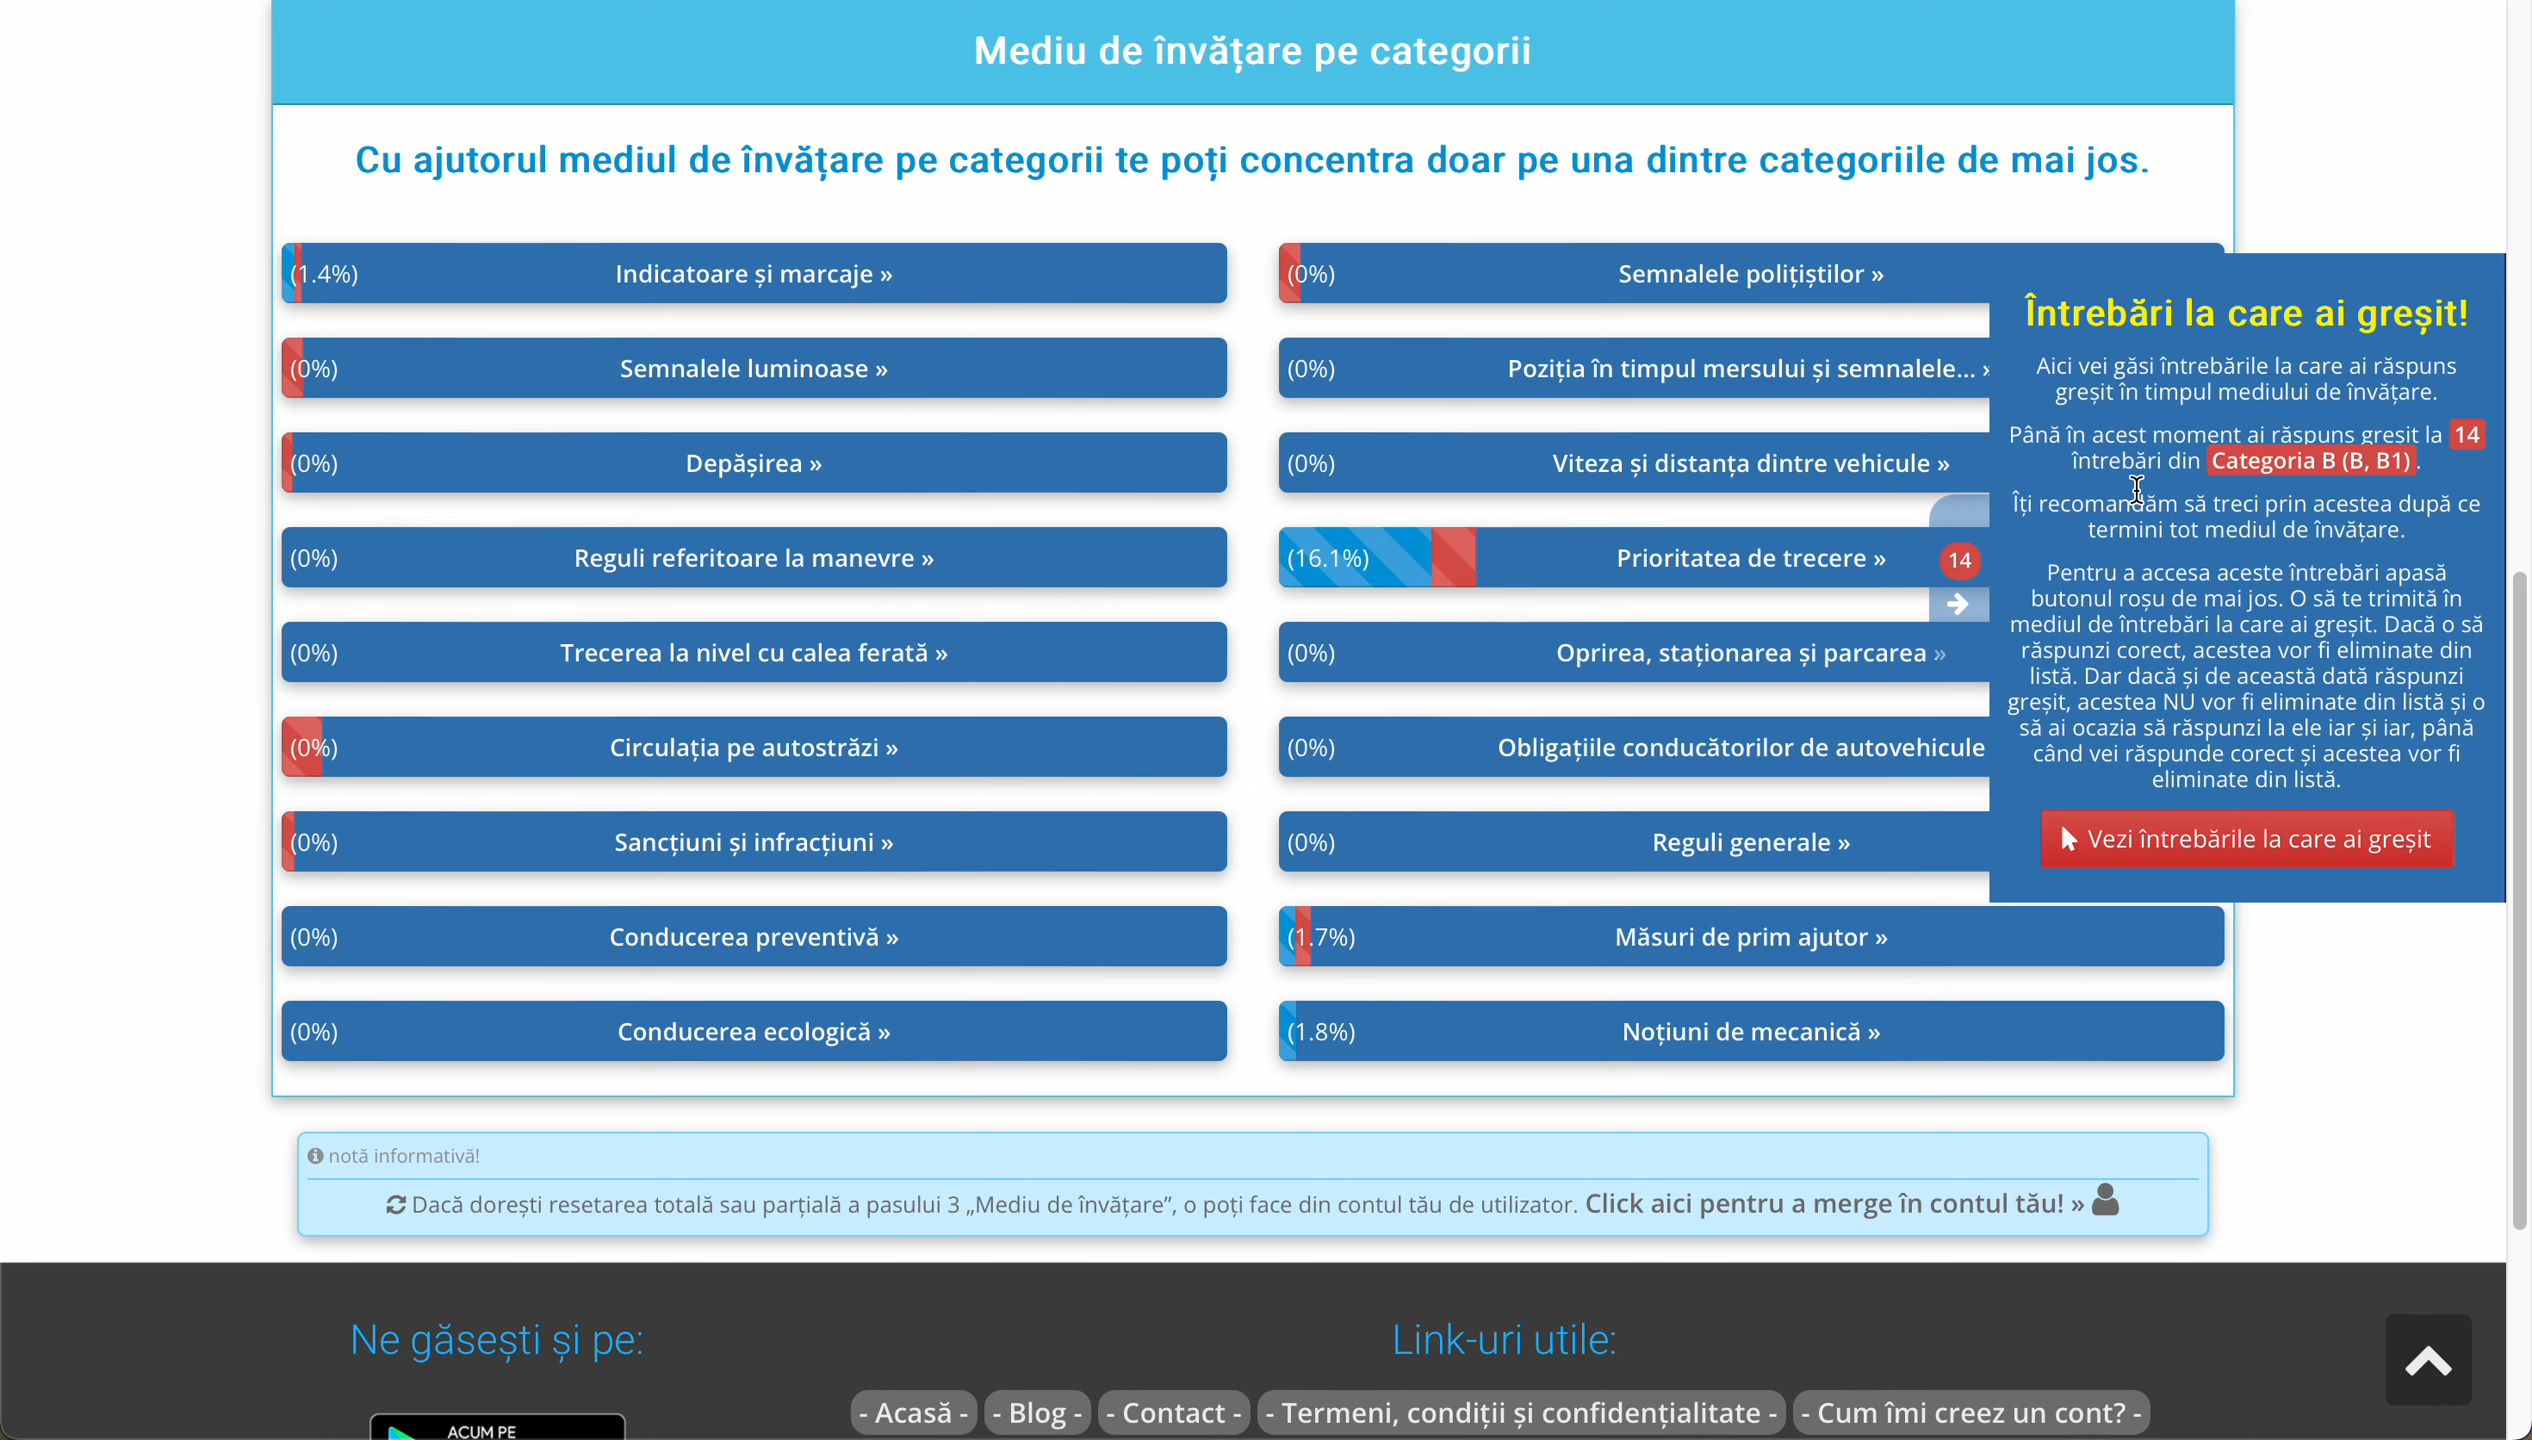 Mediu de învățare pe categorii
Cu ajutorul mediul de învățare pe categorii te poți concentra doar pe una dintre categoriile de mai jos.
(1.4%) Indicatoare și marcaje »
(0%) Semnalele polițiștilor »
(0%) Semnalele luminoase »
(0%) Poziția în timpul mersului și semnalele... »
(0%) Depășirea »
(0%) Viteza și distanța dintre vehicule »
(0%) Reguli referitoare la manevre »
(16.1%) Prioritatea de trecere »
(0%) Trecerea la nivel cu calea ferată »
(0%) Oprirea, staționarea și parcarea »
(0%) Circulația pe autostrăzi »
(0%) Obligațiile conducătorilor de autovehicule
(0%) Sancțiuni și infracțiuni »
(0%) Reguli generale »
(0%) Conducerea preventivă »
(1.7%) Măsuri de prim ajutor »
(0%) Conducerea ecologică »
(1.8%) Noțiuni de mecanică »
14
Întrebări la care ai greșit!
Aici vei găsi întrebările la care ai răspuns
greșit în timpul mediului de învățare.
Până în acest moment ai răspuns greșit la 14
întrebări din Categoria B (B, B1).
Îți recomandăm să treci prin acestea după ce
termini tot mediul de învățare.
Pentru a accesa aceste întrebări apasă
butonul roșu de mai jos. O să te trimită în
mediul de întrebări la care ai greșit. Dacă o să
răspunzi corect, acestea vor fi eliminate din
listă. Dar dacă și de această dată răspunzi
greșit, acestea NU vor fi eliminate din listă și o
să ai ocazia să răspunzi la ele iar și iar, până
când vei răspunde corect și acestea vor fi
eliminate din listă.
Vezi întrebările la care ai greșit
notă informativă!
Dacă dorești resetarea totală sau parțială a pasului 3 „Mediu de învățare”, o poți face din contul tău de utilizator. Click aici pentru a merge în contul tău! »
Ne găsești și pe:
Link-uri utile:
ACUM PE
- Acasă - - Blog - - Contact - - Termeni, condiții și confidențialitate - - Cum îmi creez un cont? -